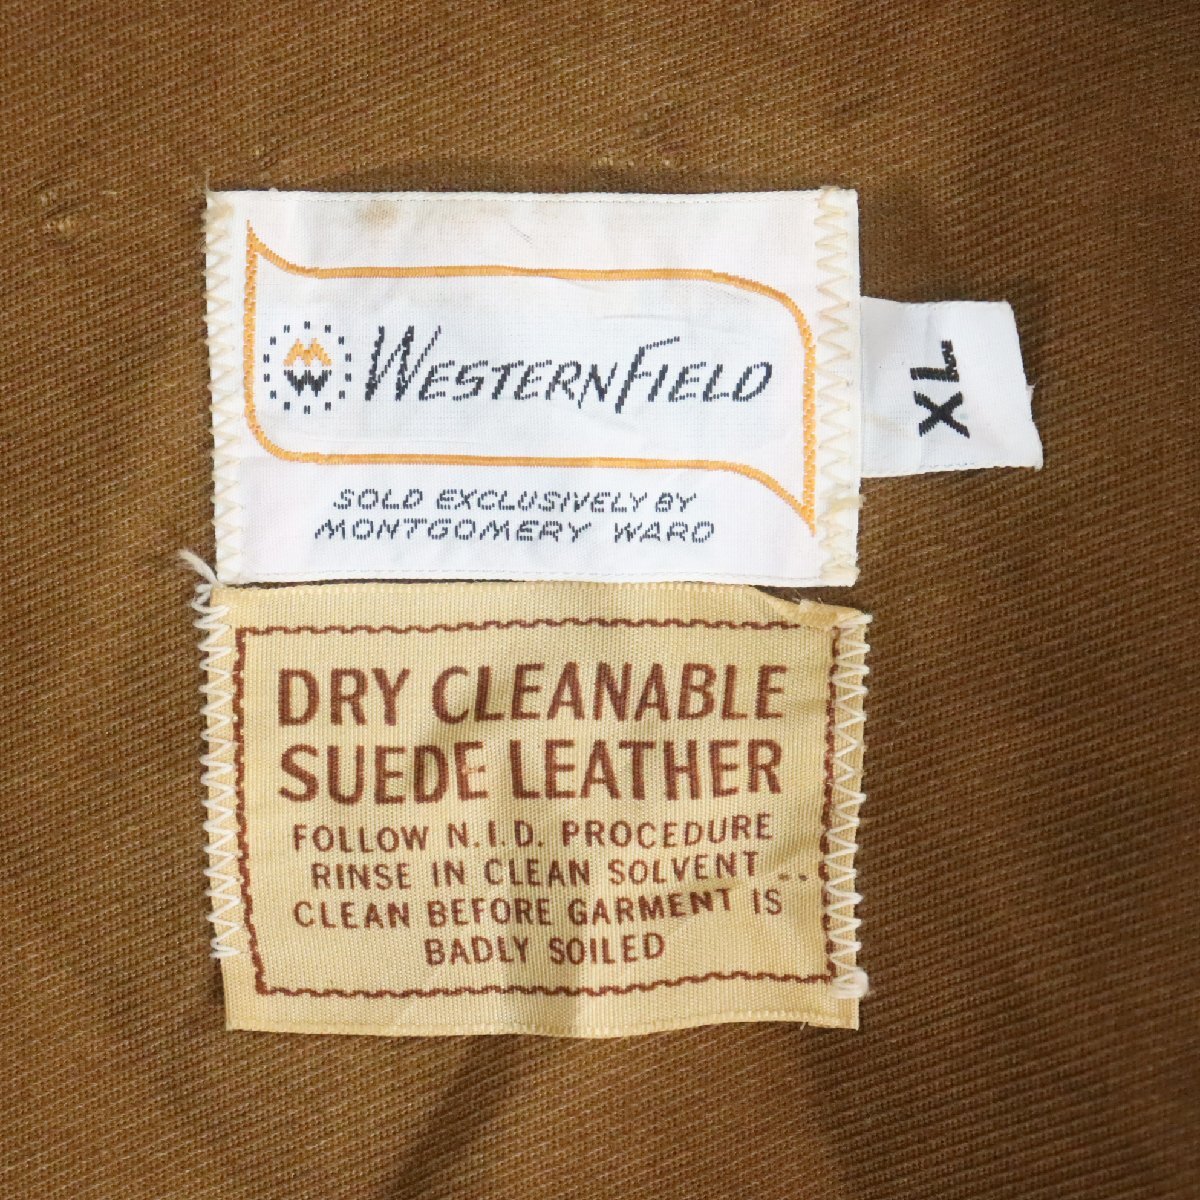 M
W
WESTERNFIELD
SOLD EXCLUSIVELY BY
MONTGOMERY WARD
XL
DRY CLEANABLE
SUEDE LEATHER
FOLLOW N.I.D. PROCEDURE
RINSE IN CLEAN SOLVENT ..
CLEAN BEFORE GARMENT IS
BADLY SOILED